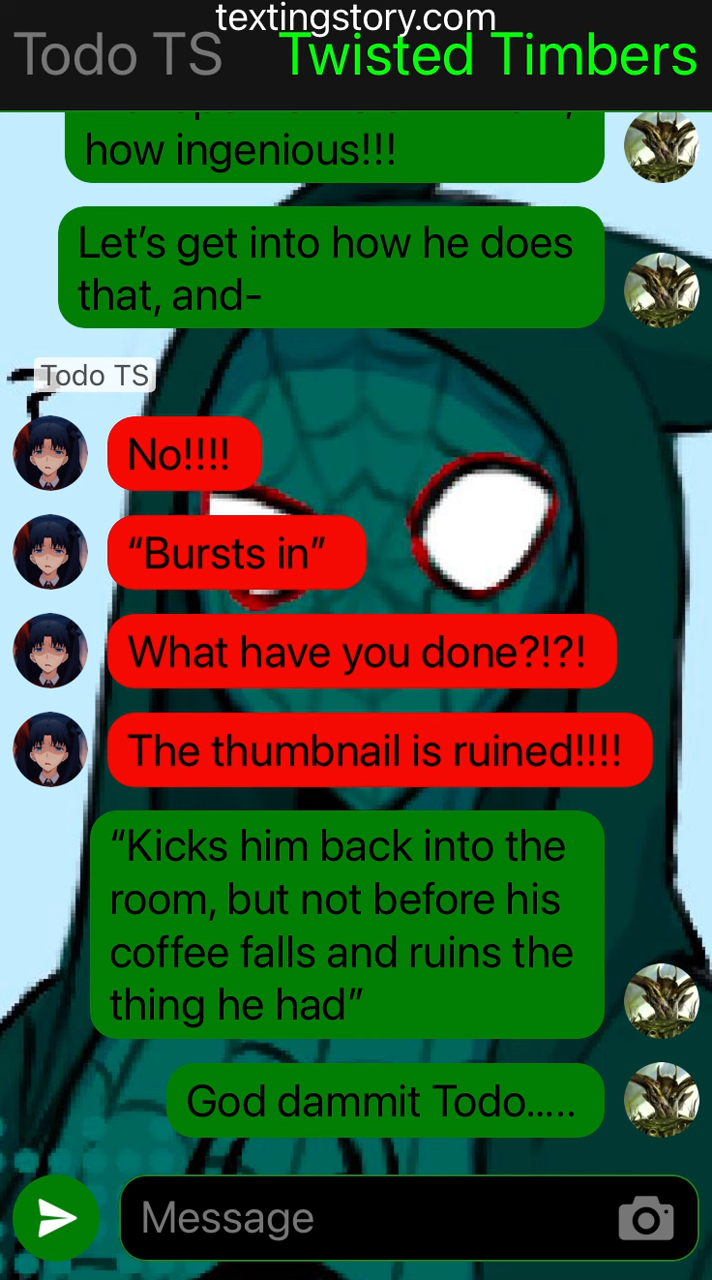 textingstory.com
Todo TS Twisted Timbers
how ingenious!!!
Let’s get into how he does
that, and-
Todo TS
No!!!!
“Bursts in”
What have you done?!?!
The thumbnail is ruined!!!!
“Kicks him back into the
room, but not before his
coffee falls and ruins the
thing he had”
God dammit Todo.....
Message